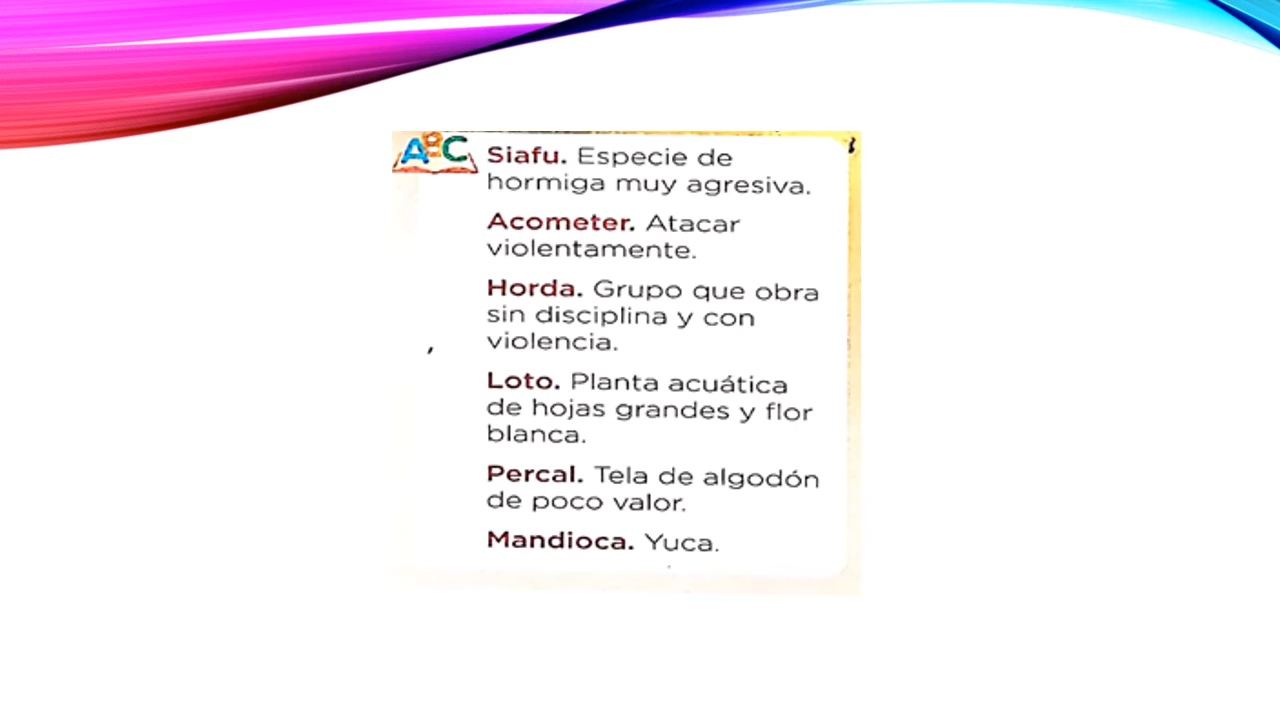 ABC
Siafu. Especie de
hormiga muy agresiva.
Acometer. Atacar
violentamente.
Horda. Grupo que obra
sin disciplina y con
violencia.
Loto. Planta acuática
de hojas grandes y flor
blanca.
Percal. Tela de algodón
de poco valor.
Mandioca. Yuca.